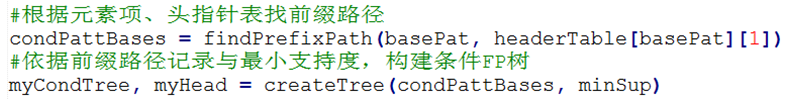 #根据元素项、头指针表找前缀路径
condPattBases = findPrefixPath(basePat, headerTable[basePat][1])
#依据前缀路径记录与最小支持度，构建条件FP树
myCondTree, myHead = createTree(condPattBases, minSup)